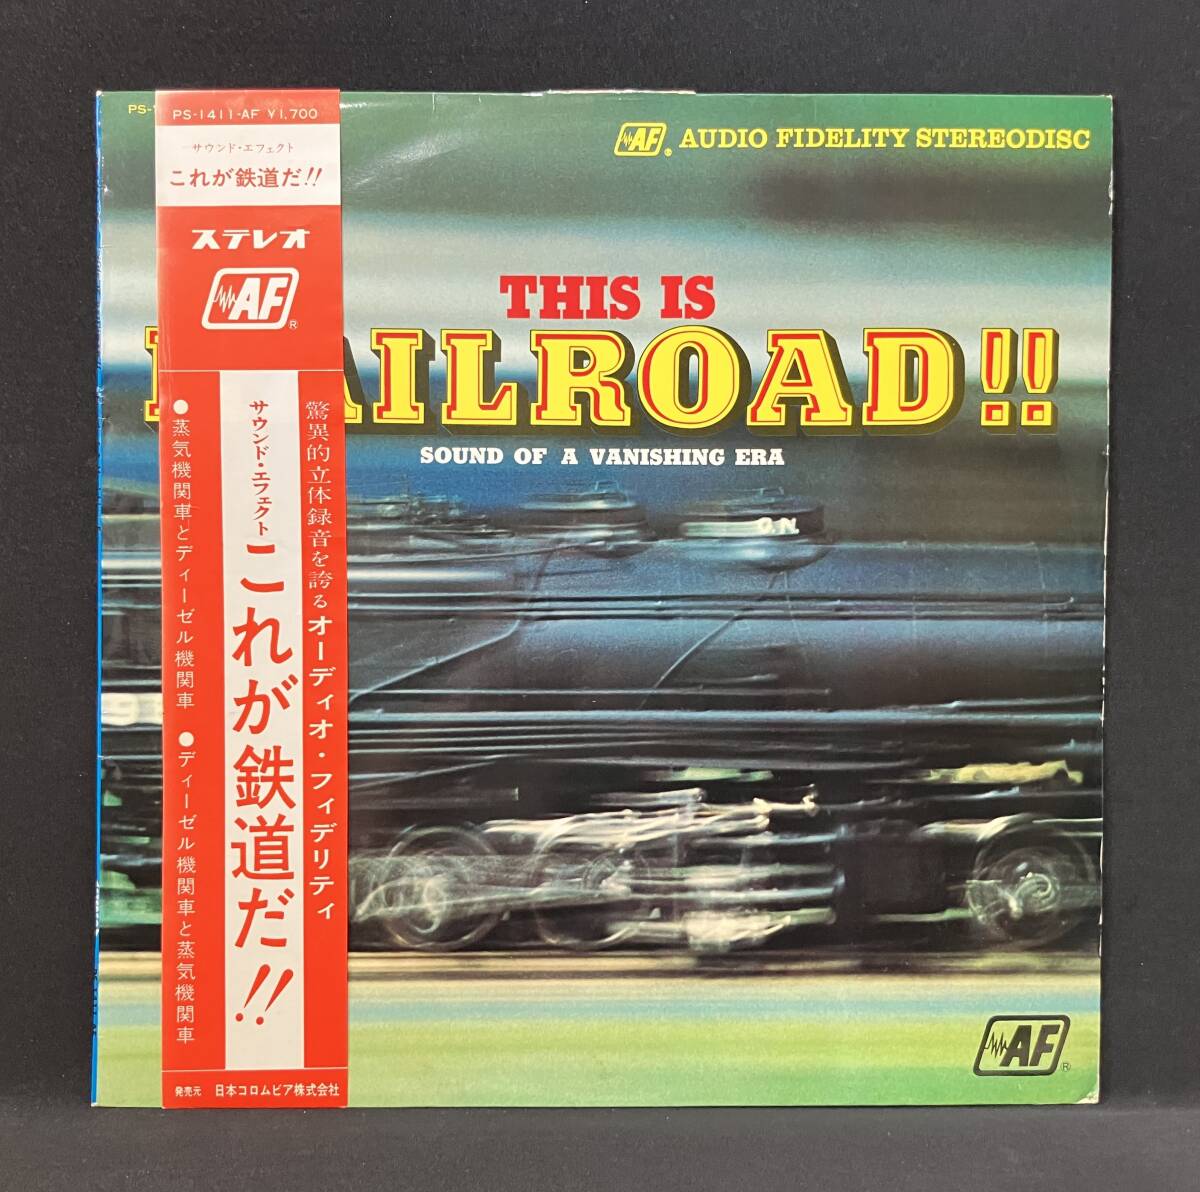 PS-1
PS-1411-AF ¥1,700
サウンド・エフェクト
これが鉄道だ!!
ステレオ
AF
®
驚異的立体録音を誇るオーディオ・フィデリティ
サウンド・エフェクト これが鉄道だ!!
●蒸気機関車とディーゼル機関車 ●ディーゼル機関車と蒸気機関車
発売元 日本コロムビア株式会社
AF ® AUDIO FIDELITY STEREODISC
THIS IS
RAILROAD!!
SOUND OF A VANISHING ERA
G.N.
9
AF ®